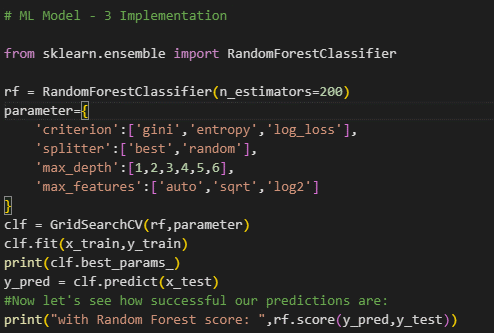 # ML Model - 3 Implementation
from sklearn.ensemble import RandomForestClassifier
rf = RandomForestClassifier(n_estimators=200)
parameter={
    'criterion':['gini','entropy','log_loss'],
    'splitter':['best','random'],
    'max_depth':[1,2,3,4,5,6],
    'max_features':['auto','sqrt','log2']
}
clf = GridSearchCV(rf,parameter)
clf.fit(x_train,y_train)
print(clf.best_params_)
y_pred = clf.predict(x_test)
#Now let's see how successful our predictions are:
print("with Random Forest score: ",rf.score(y_pred,y_test))